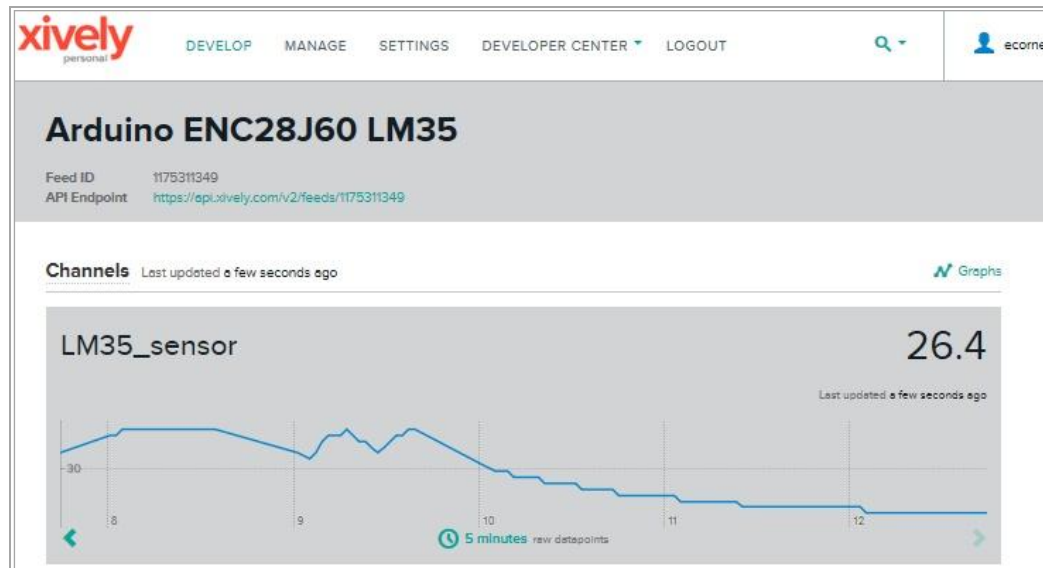 xively
personal
DEVELOP MANAGE SETTINGS DEVELOPER CENTER LOGOUT
ecorne
Arduino ENC28J60 LM35
Feed ID 1175311349
API Endpoint https://api.xively.com/v2/feeds/1175311349
Channels Last updated a few seconds ago
Graphs
LM35_sensor
26.4
Last updated a few seconds ago
30
8 9 10 11 12
5 minutes raw datapoints